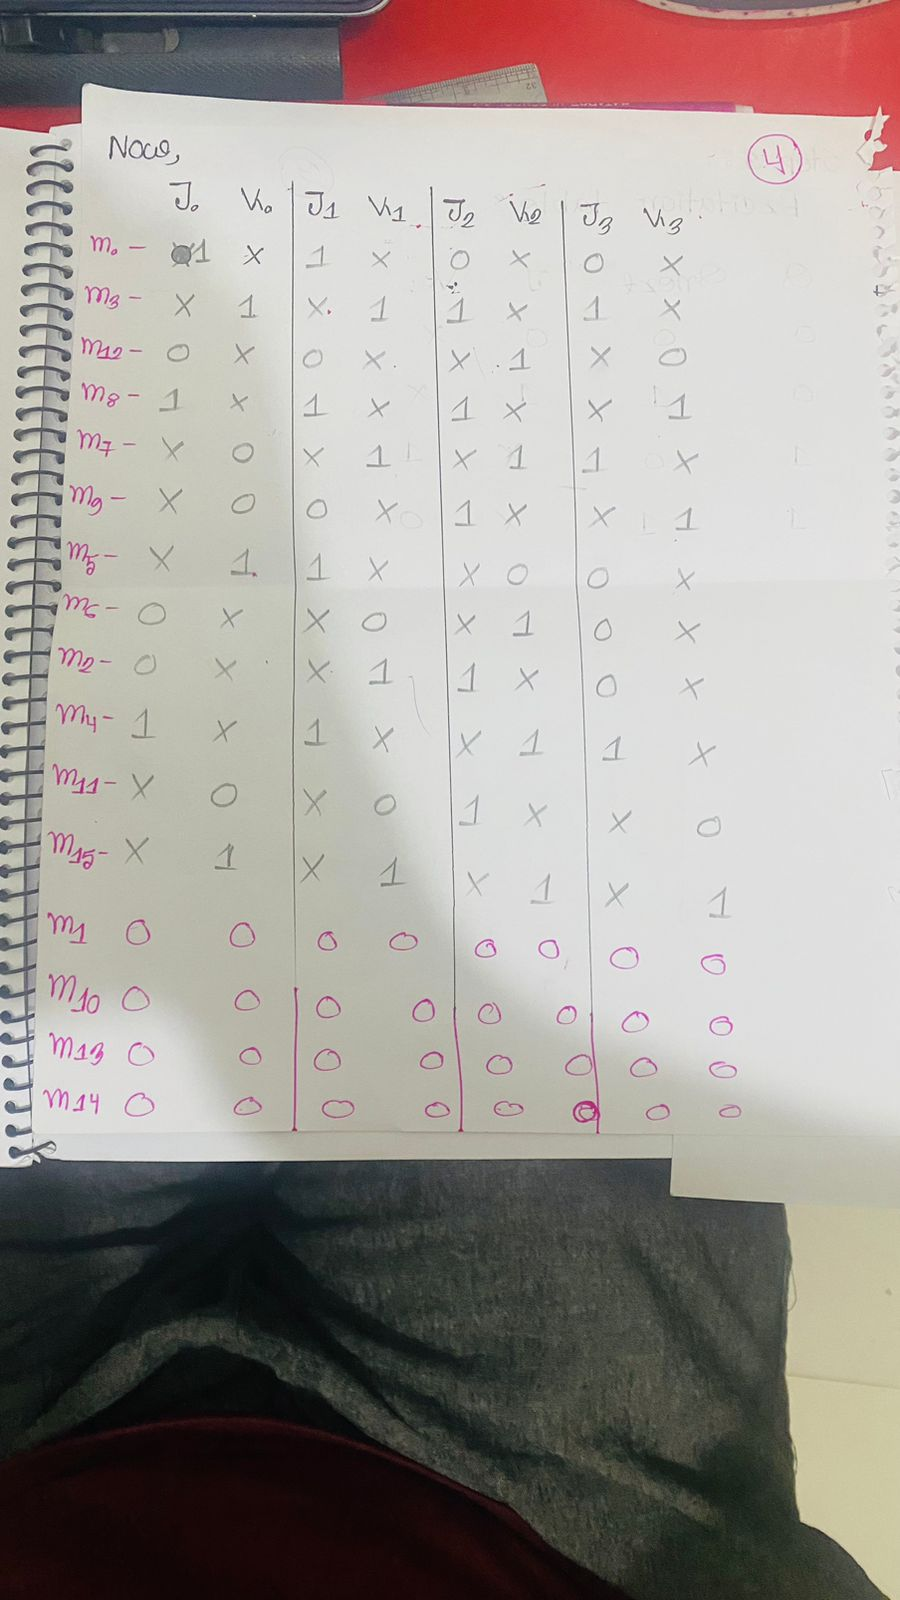 Now,
4
J0 K0 J1 K1 J2 K2 J3 K3
m0 - 1 x 1 x 0 x 0 x
m3 - x 1 x 1 1 x 1 x
m12 - 0 x 0 x x 1 x 0
m8 - 1 x 1 x 1 x x 1
m7 - x 0 x 1 x 1 1 x
m9 - x 0 0 x 1 x x 1
m5 - x 1 1 x x 0 0 x
0 x x 0 x 1 0 x
m2 - 0 x x 1 1 x 0 x
m4 - 1 x 1 x x 1 1 x
m11 - x 0 x 0 1 x x 0
m15 - x 1 x 1 x 1 x 1
m1 0 0 0 0 0 0 0 0
m10 0 0 0 0 0 0 0 0
m13 0 0 0 0 0 0 0 0
m14 0 0 0 0 0 0 0 0